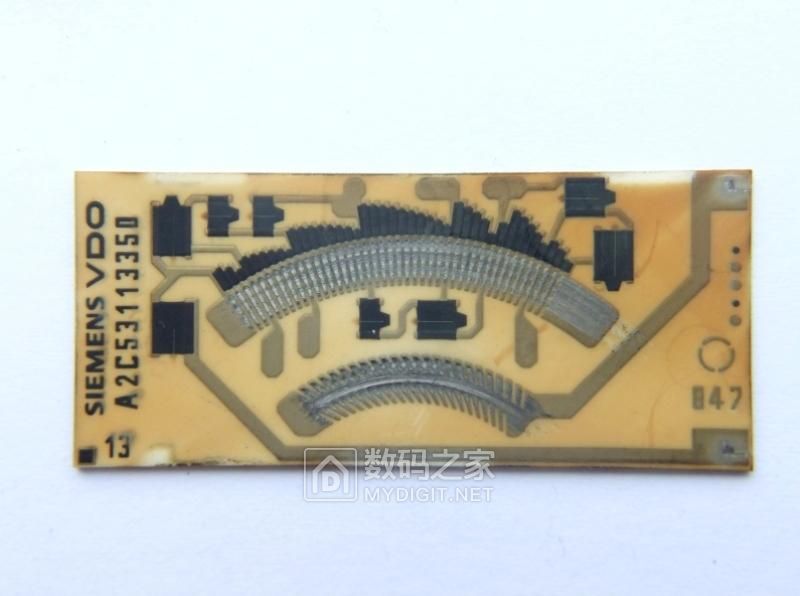 SIEMENS VDO
A2C53113350
13
847
数码之家
MYDIGIT.NET